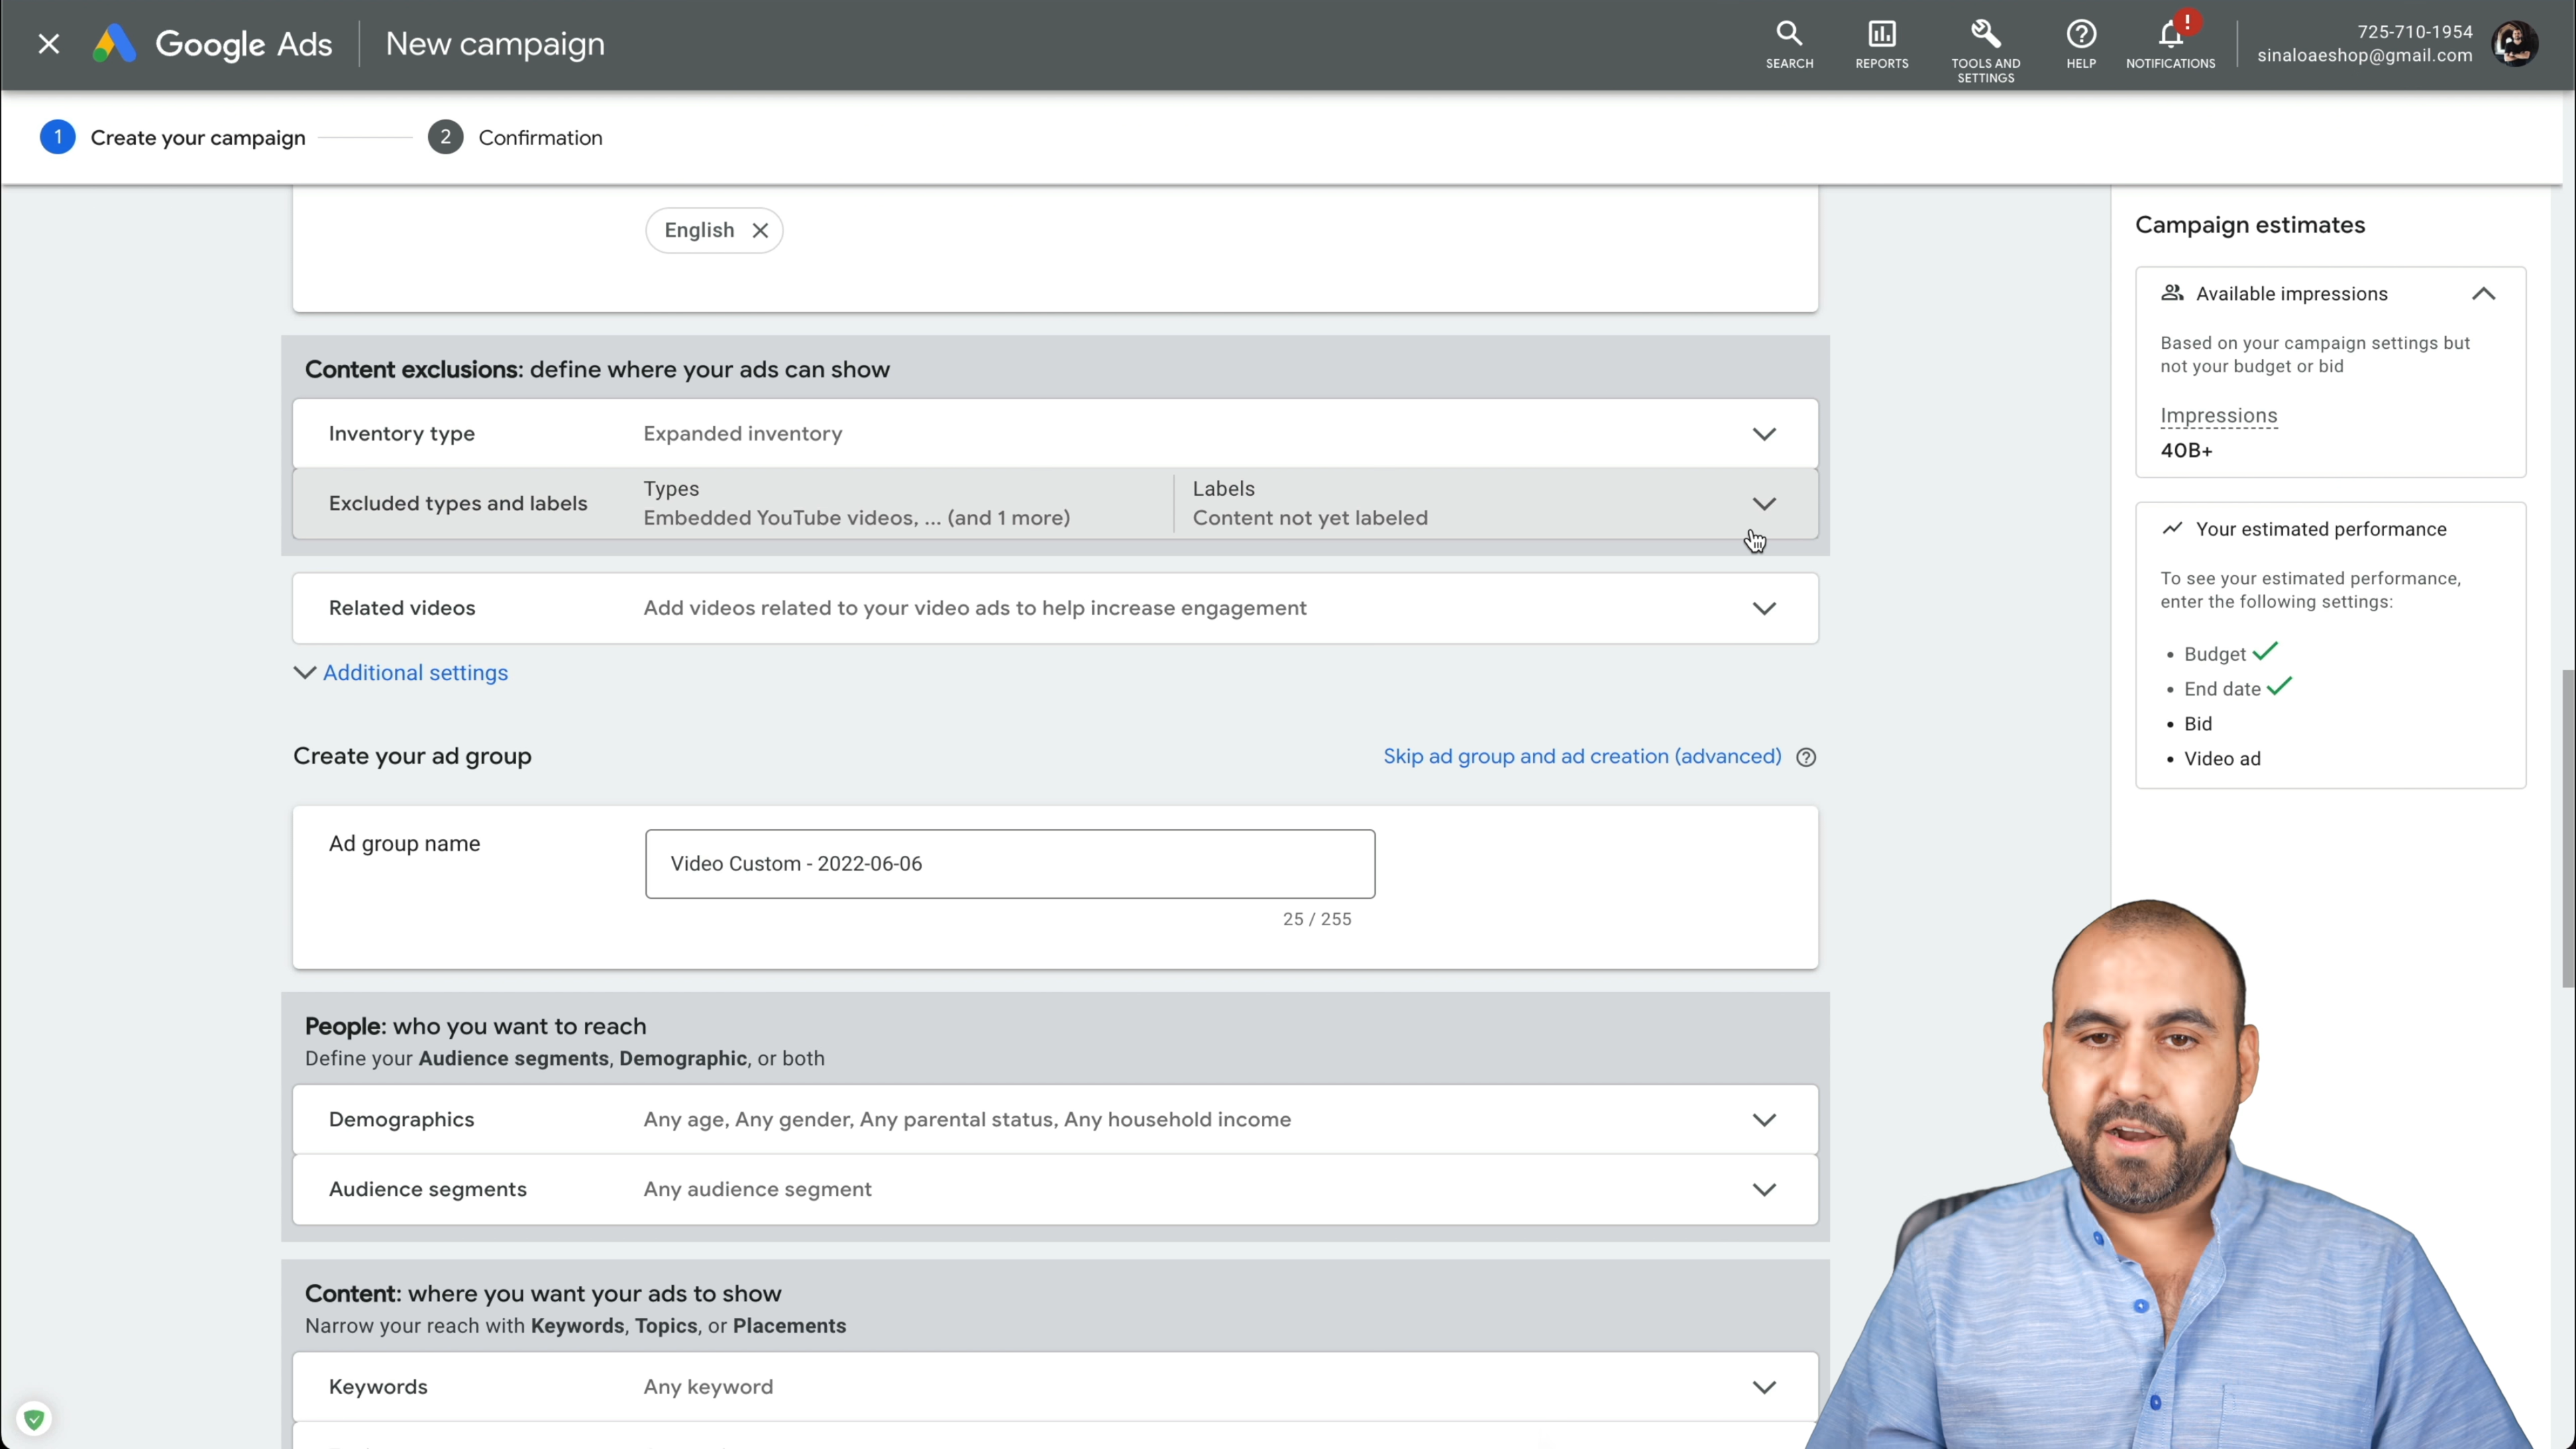 Google Ads
New campaign
SEARCH
REPORTS
TOOLS AND
SETTINGS
HELP
!
NOTIFICATIONS
725-710-1954
sinaloaeshop@gmail.com
1 Create your campaign
2 Confirmation
English
Content exclusions: define where your ads can show
Inventory type Expanded inventory
Excluded types and labels
Types
Embedded YouTube videos, ... (and 1 more)
Labels
Content not yet labeled
Related videos Add videos related to your video ads to help increase engagement
Additional settings
Create your ad group
Skip ad group and ad creation (advanced)
Ad group name
Video Custom - 2022-06-06
25 / 255
People: who you want to reach
Define your Audience segments, Demographic, or both
Demographics Any age, Any gender, Any parental status, Any household income
Audience segments Any audience segment
Content: where you want your ads to show
Narrow your reach with Keywords, Topics, or Placements
Keywords Any keyword
Campaign estimates
Available impressions
Based on your campaign settings but
not your budget or bid
Impressions
40B+
Your estimated performance
To see your estimated performance,
enter the following settings:
• Budget
• End date
• Bid
• Video ad